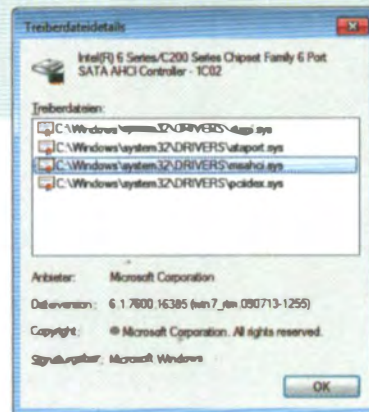 Treiberdateidetails
Intel(R) 6 Series/C200 Series Chipset Family 6 Port
SATA AHCI Controller - 1C02
Treiberdateien:
C:\Windows\system32\DRIVERS\
C:\Windows\system32\DRIVERS\ataport.sys
C:\Windows\system32\DRIVERS\msahci.sys
C:\Windows\system32\DRIVERS\pciidex.sys
Anbieter: Microsoft Corporation
Dateiversion: 6.1.7600.16385 (win7_rtm.090713-1255)
Copyright: © Microsoft Corporation. All rights reserved.
Microsoft Windows
OK